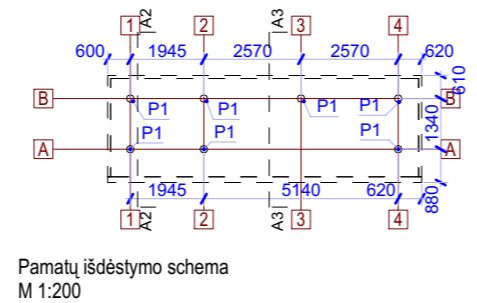 1 A2 2 A3 3 4
600 1945 2570 2570 620
610
B P1 P1 P1 P1 B
1340
A P1 P1 P1 A
1945 5140 620
880
1 A2 2 A3 3 4
Pamatų išdėstymo schema
M 1:200